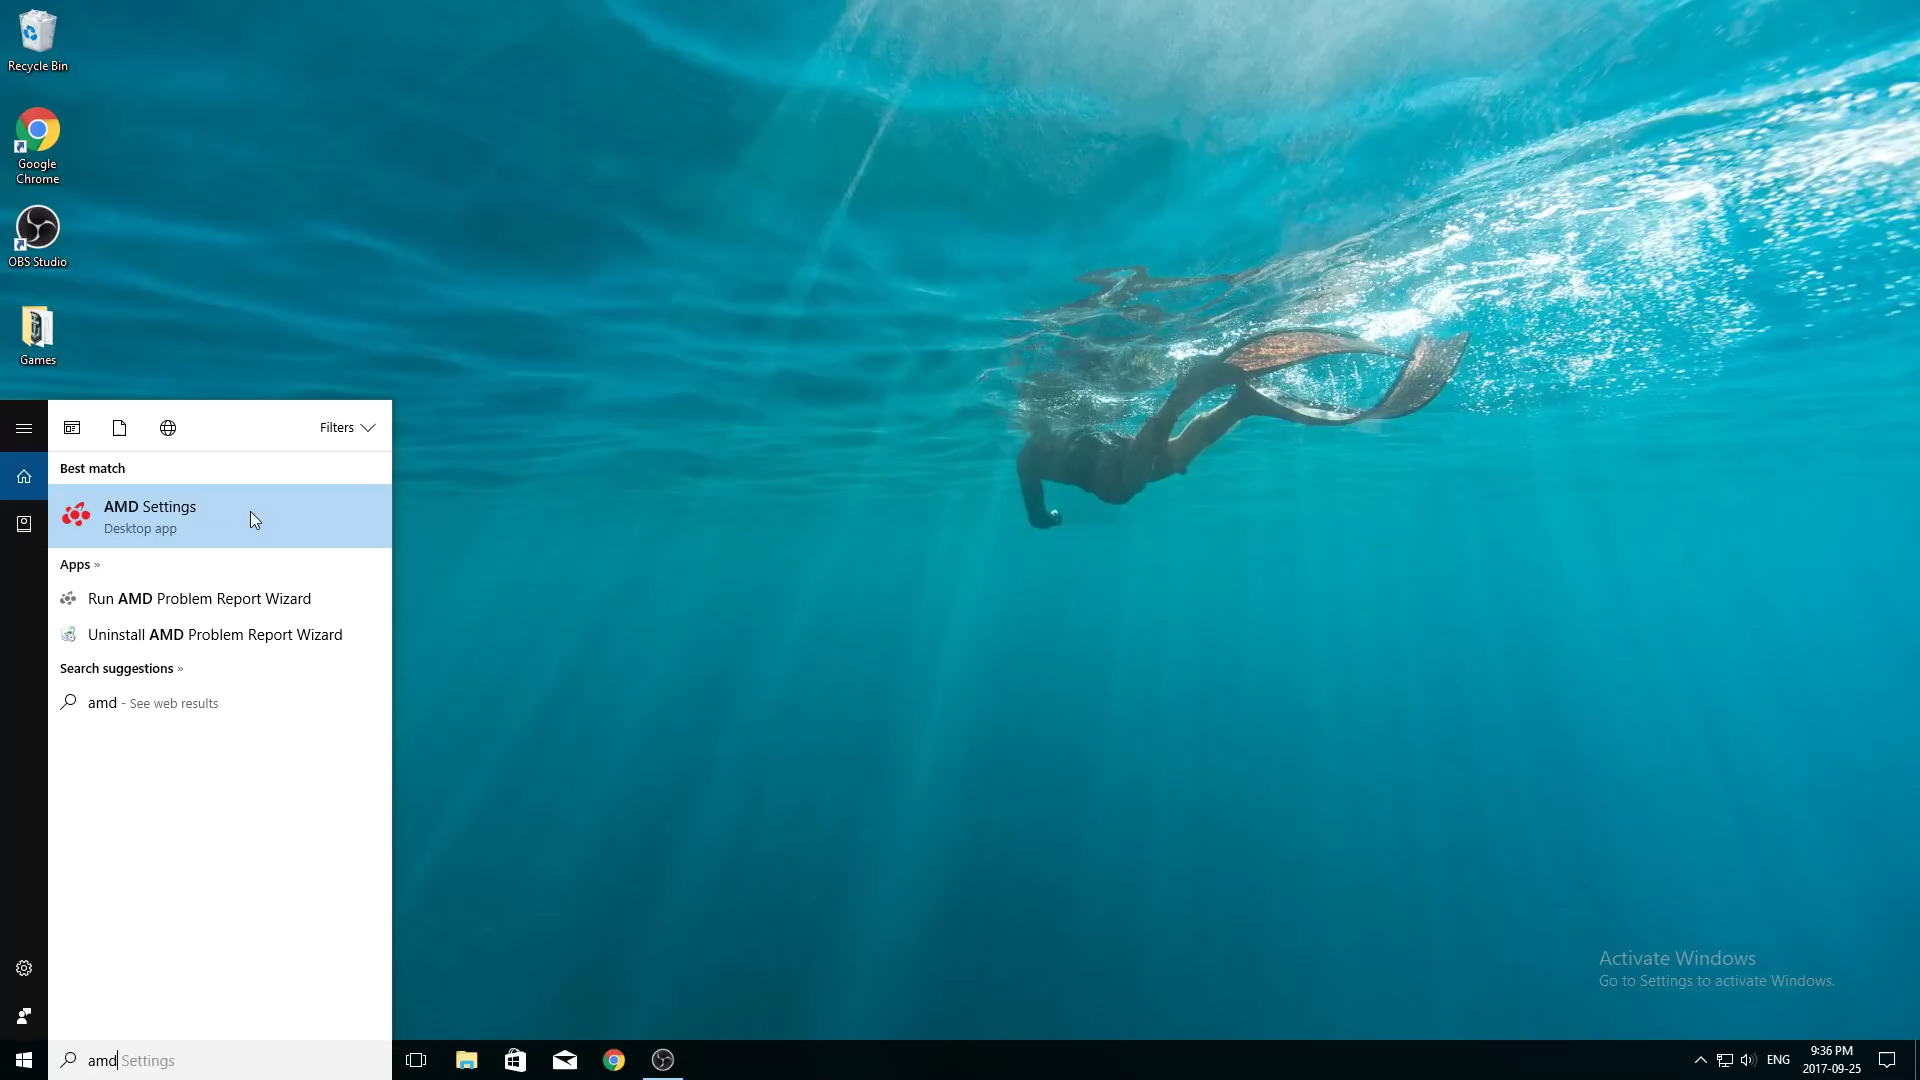 Recycle Bin
Google
Chrome
OBS Studio
Games
Filters
Best match
AMD Settings
Desktop app
Apps »
Run AMD Problem Report Wizard
Uninstall AMD Problem Report Wizard
Search suggestions »
amd - See web results
Activate Windows
Go to Settings to activate Windows.
amd Settings
ENG
9:36 PM
2017-09-25